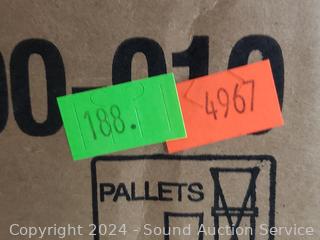 00-010
188.
4967
PALLETS
Copyright 2024 - Sound Auction Service